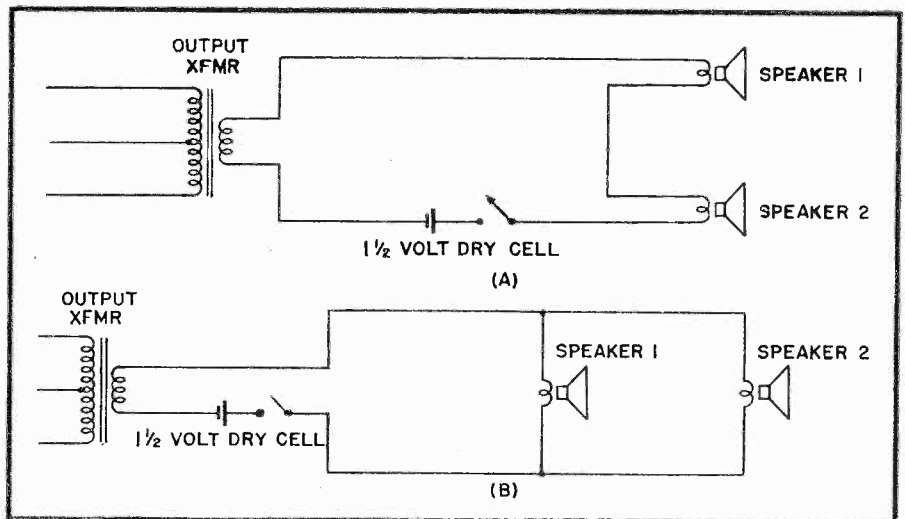 OUTPUT
XFMR
SPEAKER 1
SPEAKER 2
1½ VOLT DRY CELL
(A)
OUTPUT
XFMR
SPEAKER 1
SPEAKER 2
1½ VOLT DRY CELL
(B)